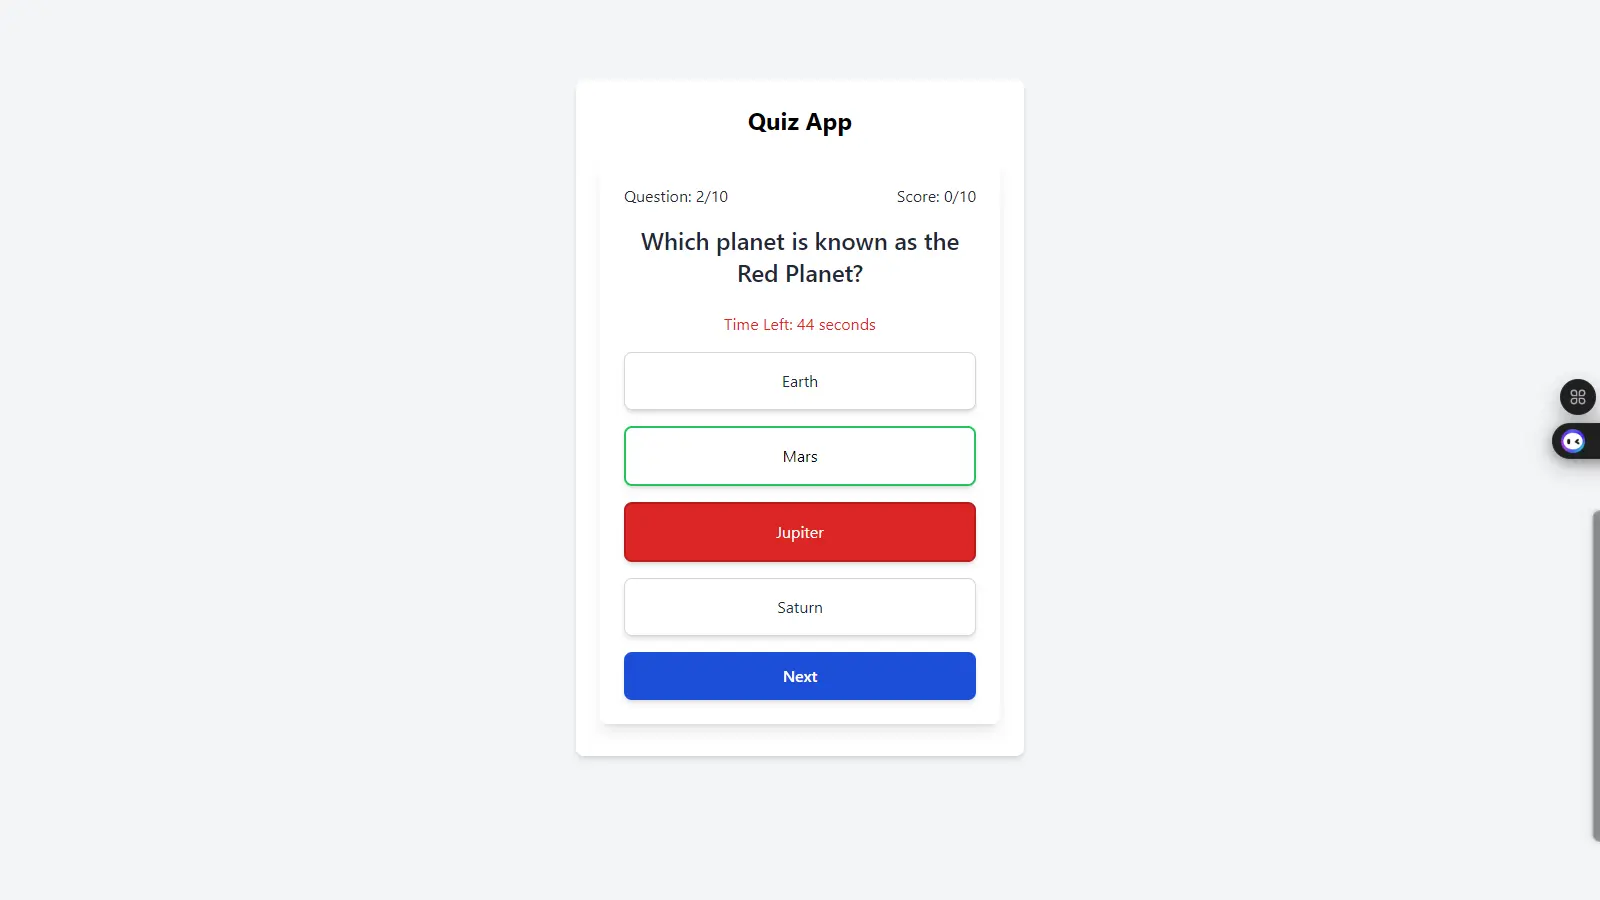 Quiz App
Question: 2/10
Score: 0/10
Which planet is known as the
Red Planet?
Time Left: 44 seconds
Earth
Mars
Jupiter
Saturn
Next